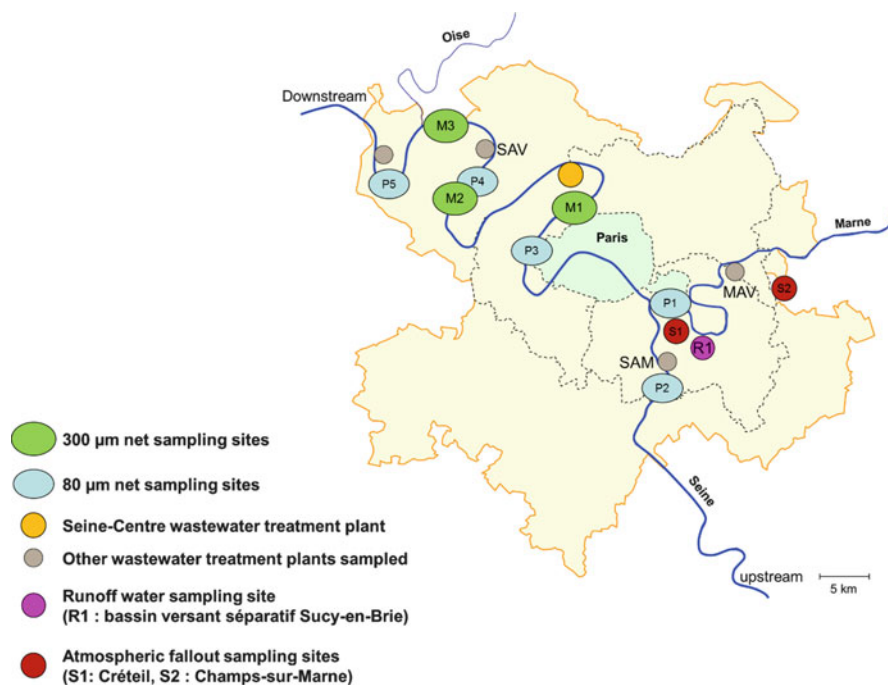 Oise
Downstream
M3
SAV
P5
P4
M2
M1
Marne
Paris
P3
MAV
S2
P1
S1
R1
SAM
P2
300 µm net sampling sites
80 µm net sampling sites
Seine
Seine-Centre wastewater treatment plant
Other wastewater treatment plants sampled
upstream
5 km
Runoff water sampling site
(R1 : bassin versant séparatif Sucy-en-Brie)
Atmospheric fallout sampling sites
(S1: Créteil, S2 : Champs-sur-Marne)